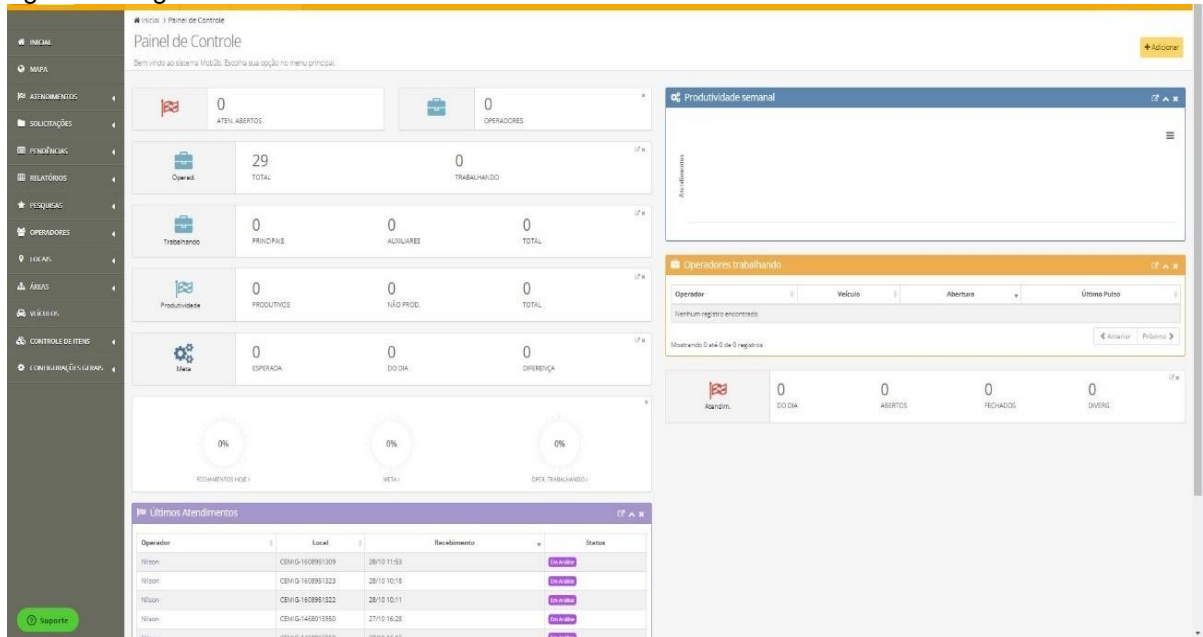 Inicial > Painel de Controle
Painel de Controle
Bem vindo ao sistema Mob2b. Escolha sua opção no menu principal.
+Adicionar
INICIAL
MAPA
ATENDIMENTOS
SOLICITAÇÕES
PENDÊNCIAS
RELATÓRIOS
PESQUISAS
OPERADORES
LOCAIS
ÁREAS
VEÍCULOS
CONTROLE DE ITENS
CONFIGURAÇÕES GERAIS
Suporte
0
ATEN. ABERTOS
0
OPERADORES
Operad.
29
TOTAL
0
TRABALHANDO
Trabalhando
0
PRINCIPAIS
0
AUXILIARES
0
TOTAL
Produtividade
0
PRODUTIVOS
0
NÃO PROD.
0
TOTAL
Meta
0
ESPERADA
0
DO DIA
0
DIFERENÇA
0%
FECHAMENTOS HOJE
0%
META
0%
OPER. TRABALHANDO
Últimos Atendimentos
Operador Local Recebimento Status
Nilson CEMIG-1608951309 28/10 11:53 Em Análise
Nilson CEMIG-1608951323 28/10 10:18 Em Análise
Nilson CEMIG-1608951322 28/10 10:11 Em Análise
Nilson CEMIG-1468015350 27/10 16:28 Em Análise
Produtividade semanal
Atendimentos
Operadores trabalhando
Operador Veículo Abertura Último Pulso
Nenhum registro encontrado
Mostrando 0 até 0 de 0 registros
Anterior Próximo
Atendim.
0
DO DIA
0
ABERTOS
0
FECHADOS
0
DIVERG.